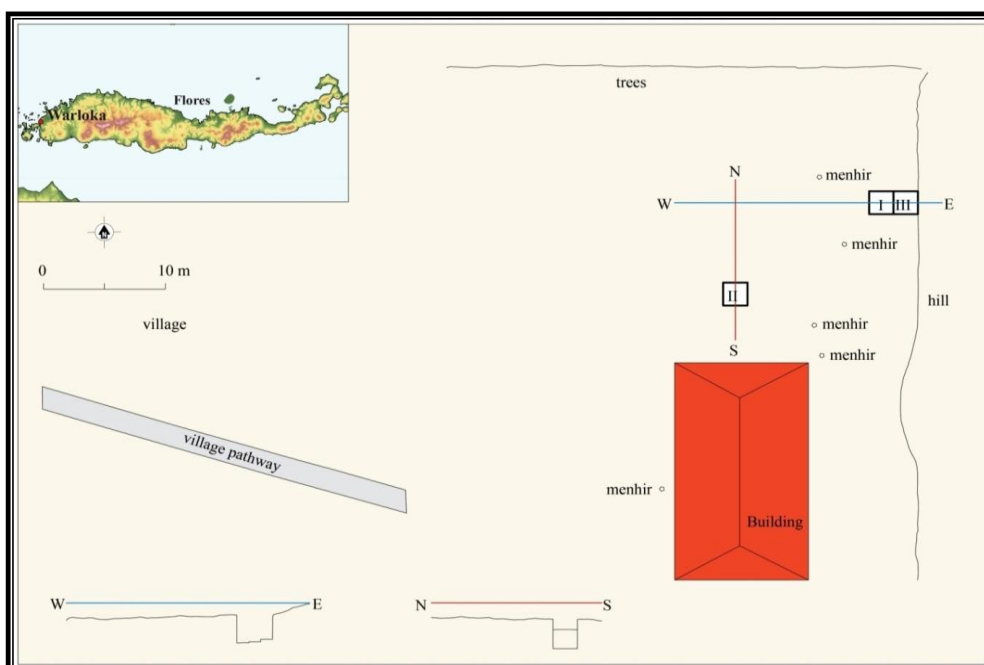 Flores
Warloka
N
0 10 m
village
village pathway
trees
N
menhir
W
I
III
E
menhir
II
hill
menhir
S
menhir
menhir
Building
W
E
N
S